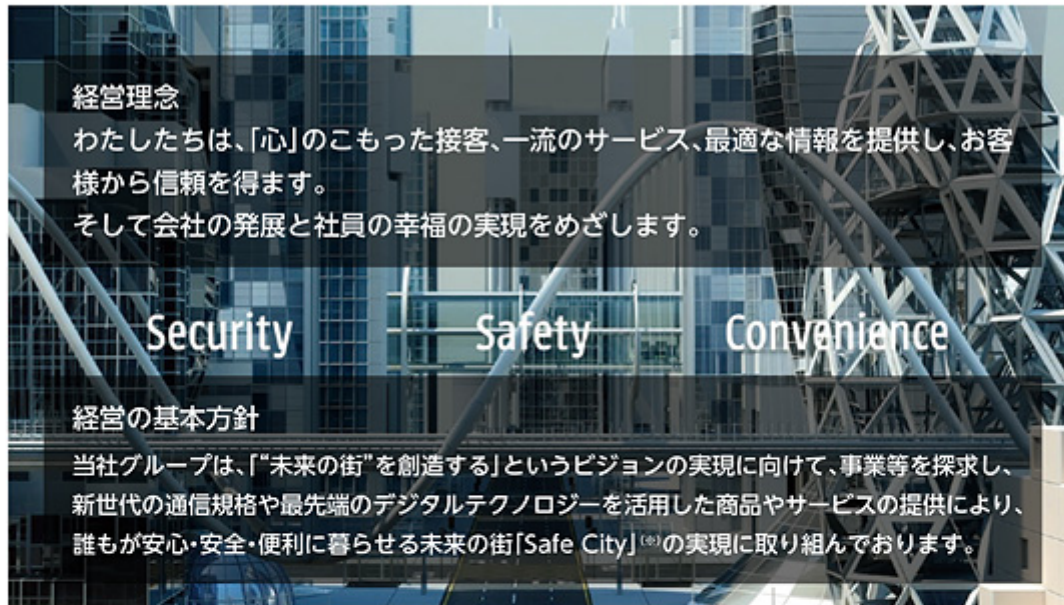 経営理念
わたしたちは、「心」のこもった接客、一流のサービス、最適な情報を提供し、お客
様から信頼を得ます。
そして会社の発展と社員の幸福の実現をめざします。
Security Safety Convenience
経営の基本方針
当社グループは、「“未来の街”を創造する」というビジョンの実現に向けて、事業等を探求し、
新世代の通信規格や最先端のデジタルテクノロジーを活用した商品やサービスの提供により、
誰もが安心・安全・便利に暮らせる未来の街「Safe City」(※)の実現に取り組んでおります。